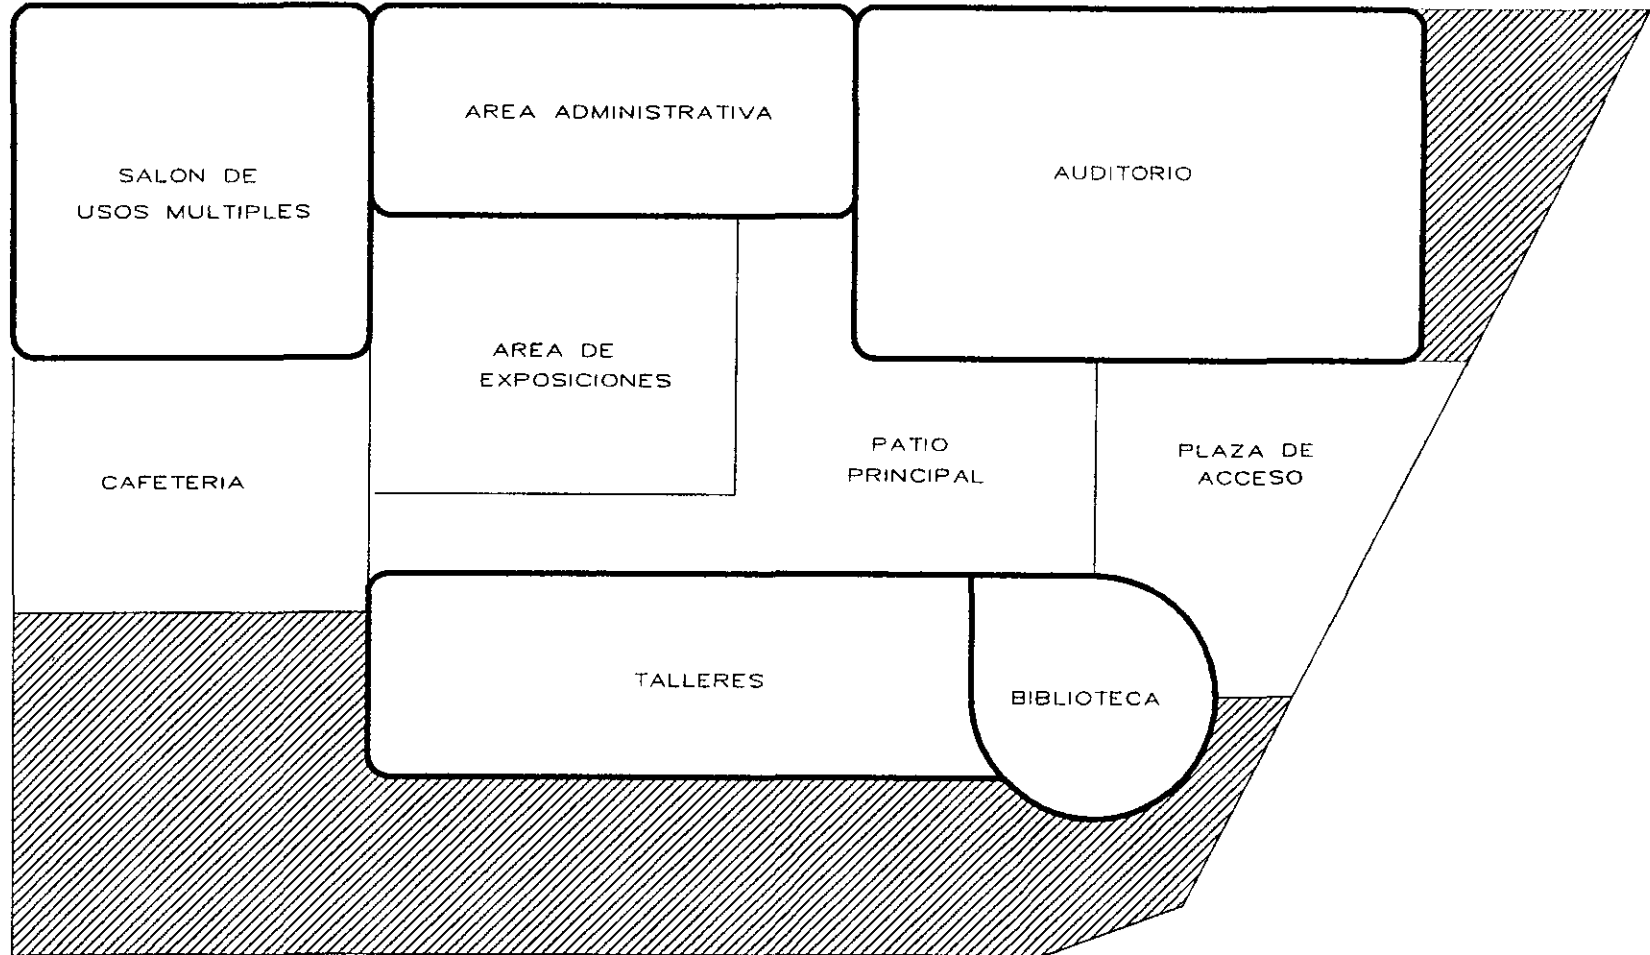 AREA ADMINISTRATIVA
AUDITORIO
SALON DE
USOS MULTIPLES
AREA DE
EXPOSICIONES
PATIO
PRINCIPAL
PLAZA DE
ACCESO
CAFETERIA
TALLERES
BIBLIOTECA